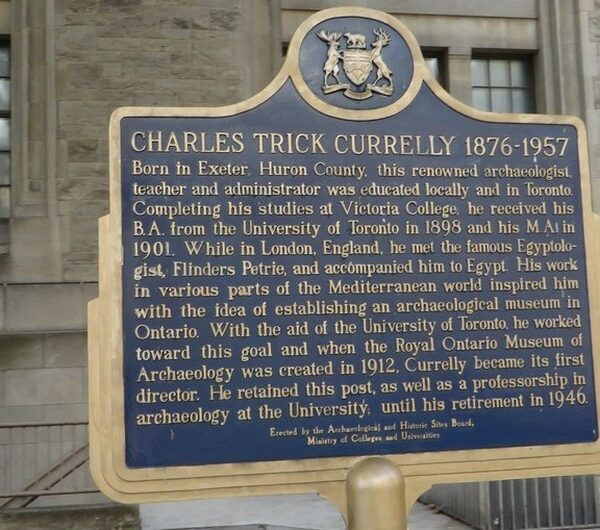 CHARLES TRICK CURRELLY 1876-1957
Born in Exeter, Huron County, this renowned archaeologist,
teacher and administrator was educated locally and in Toronto.
Completing his studies at Victoria College, he received his
B.A. from the University of Toronto in 1898 and his M.A. in
1901. While in London, England, he met the famous Egyptolo-
gist, Flinders Petrie, and accompanied him to Egypt. His work
in various parts of the Mediterranean world inspired him
with the idea of establishing an archaeological museum in
Ontario. With the aid of the University of Toronto, he worked
toward this goal and when the Royal Ontario Museum of
Archaeology was created in 1912, Currelly became its first
director. He retained this post, as well as a professorship in
archaeology at the University, until his retirement in 1946.
Erected by the Archaeological and Historic Sites Board,
Ministry of Colleges and Universities